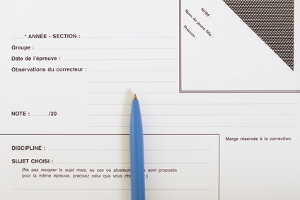 NOM :
Nom de jeune fille :
Prénom :
* ANNÉE - SECTION :
Groupe :
Date de l'épreuve :
Observations du correcteur :
NOTE : /20
Marge réservée à la correction.
DISCIPLINE :
SUJET CHOISI :
(Ne pas recopier le sujet mais, au cas où plusieurs sont proposés
pour la même épreuve, précisez celui que vous